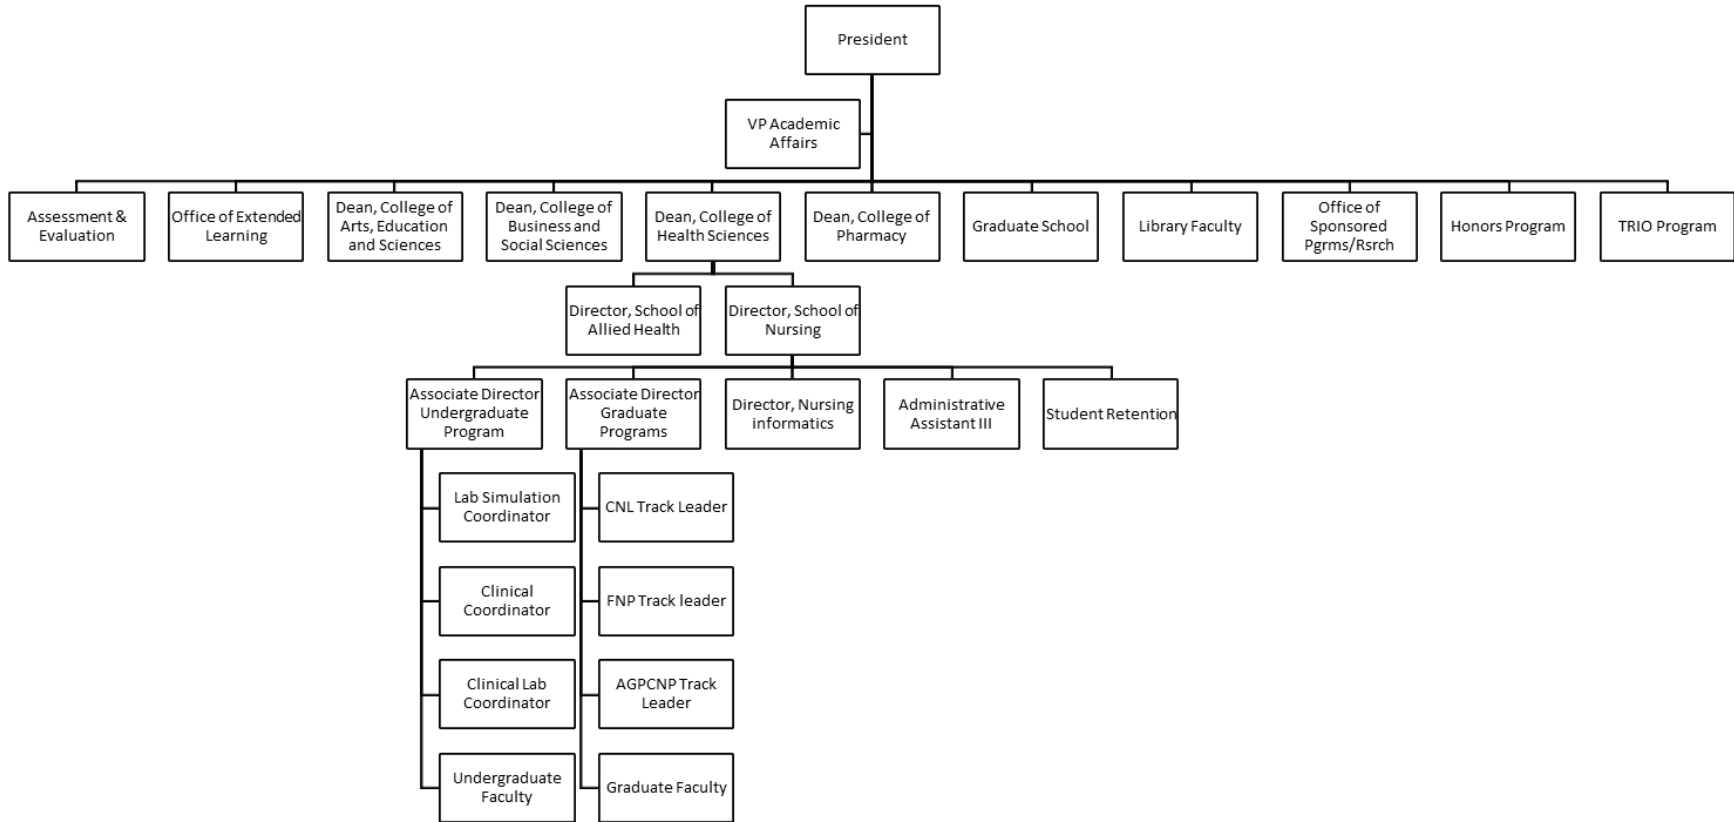 President
VP Academic
Affairs
Assessment &
Evaluation
Office of Extended
Learning
Dean, College of
Arts, Education
and Sciences
Dean, College of
Business and
Social Sciences
Dean, College of
Health Sciences
Dean, College of
Pharmacy
Graduate School
Library Faculty
Office of
Sponsored
Pgrms/Rsrch
Honors Program
TRIO Program
Director, School of
Allied Health
Director, School of
Nursing
Associate Director
Undergraduate
Program
Associate Director
Graduate
Programs
Director, Nursing
informatics
Administrative
Assistant III
Student Retention
Lab Simulation
Coordinator
Clinical
Coordinator
Clinical Lab
Coordinator
Undergraduate
Faculty
CNL Track Leader
FNP Track leader
AGPCNP Track
Leader
Graduate Faculty